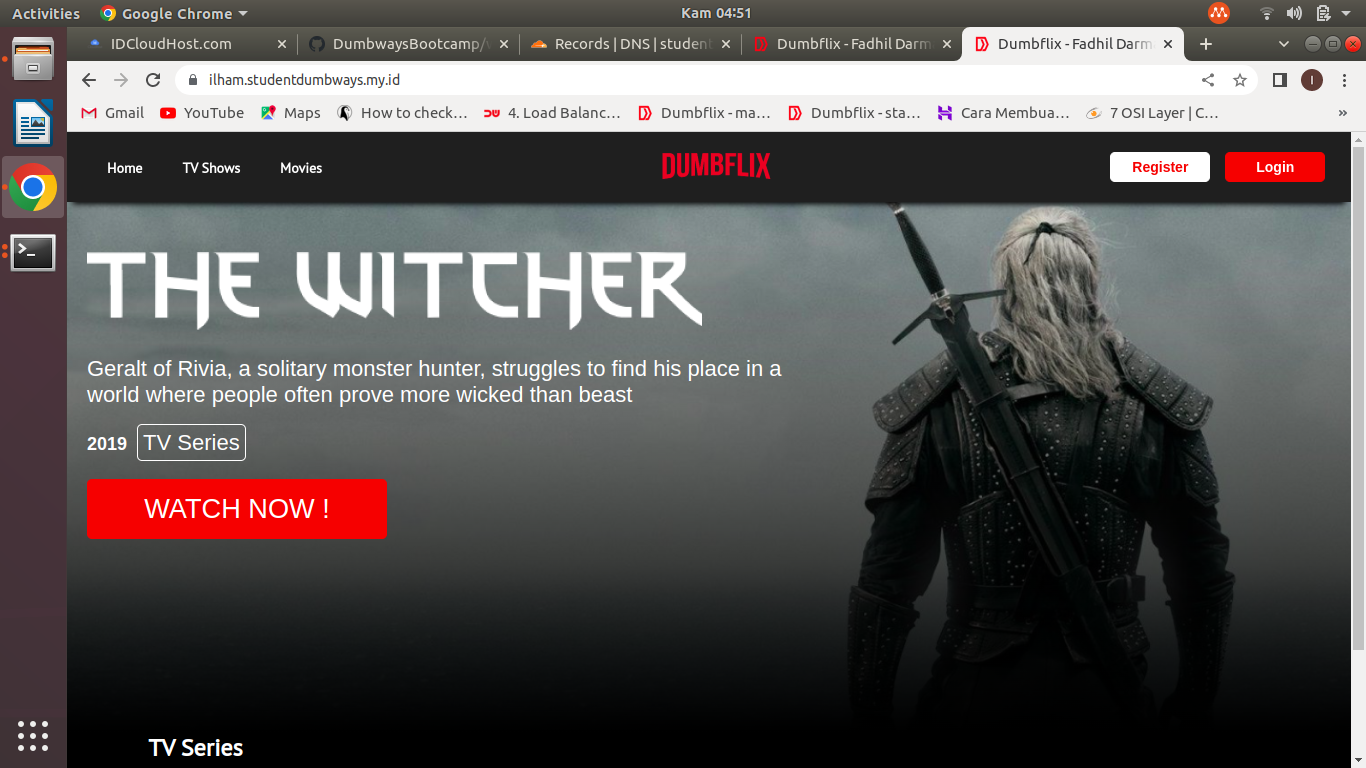 Activities
Google Chrome
Kam 04:51
IDCloudHost.com
DumbwaysBootcamp/
Records | DNS | studen
Dumbflix - Fadhil Darm
Dumbflix - Fadhil Darm
ilham.studentdumbways.my.id
I
Gmail
YouTube
Maps
How to check…
4. Load Balanc…
Dumbflix - ma…
Dumbflix - sta…
Cara Membua…
7 OSI Layer | C…
»
Home
TV Shows
Movies
DUMBFLIX
Register
Login
THE WITCHER
Geralt of Rivia, a solitary monster hunter, struggles to find his place in a
world where people often prove more wicked than beast
2019
TV Series
WATCH NOW !
TV Series